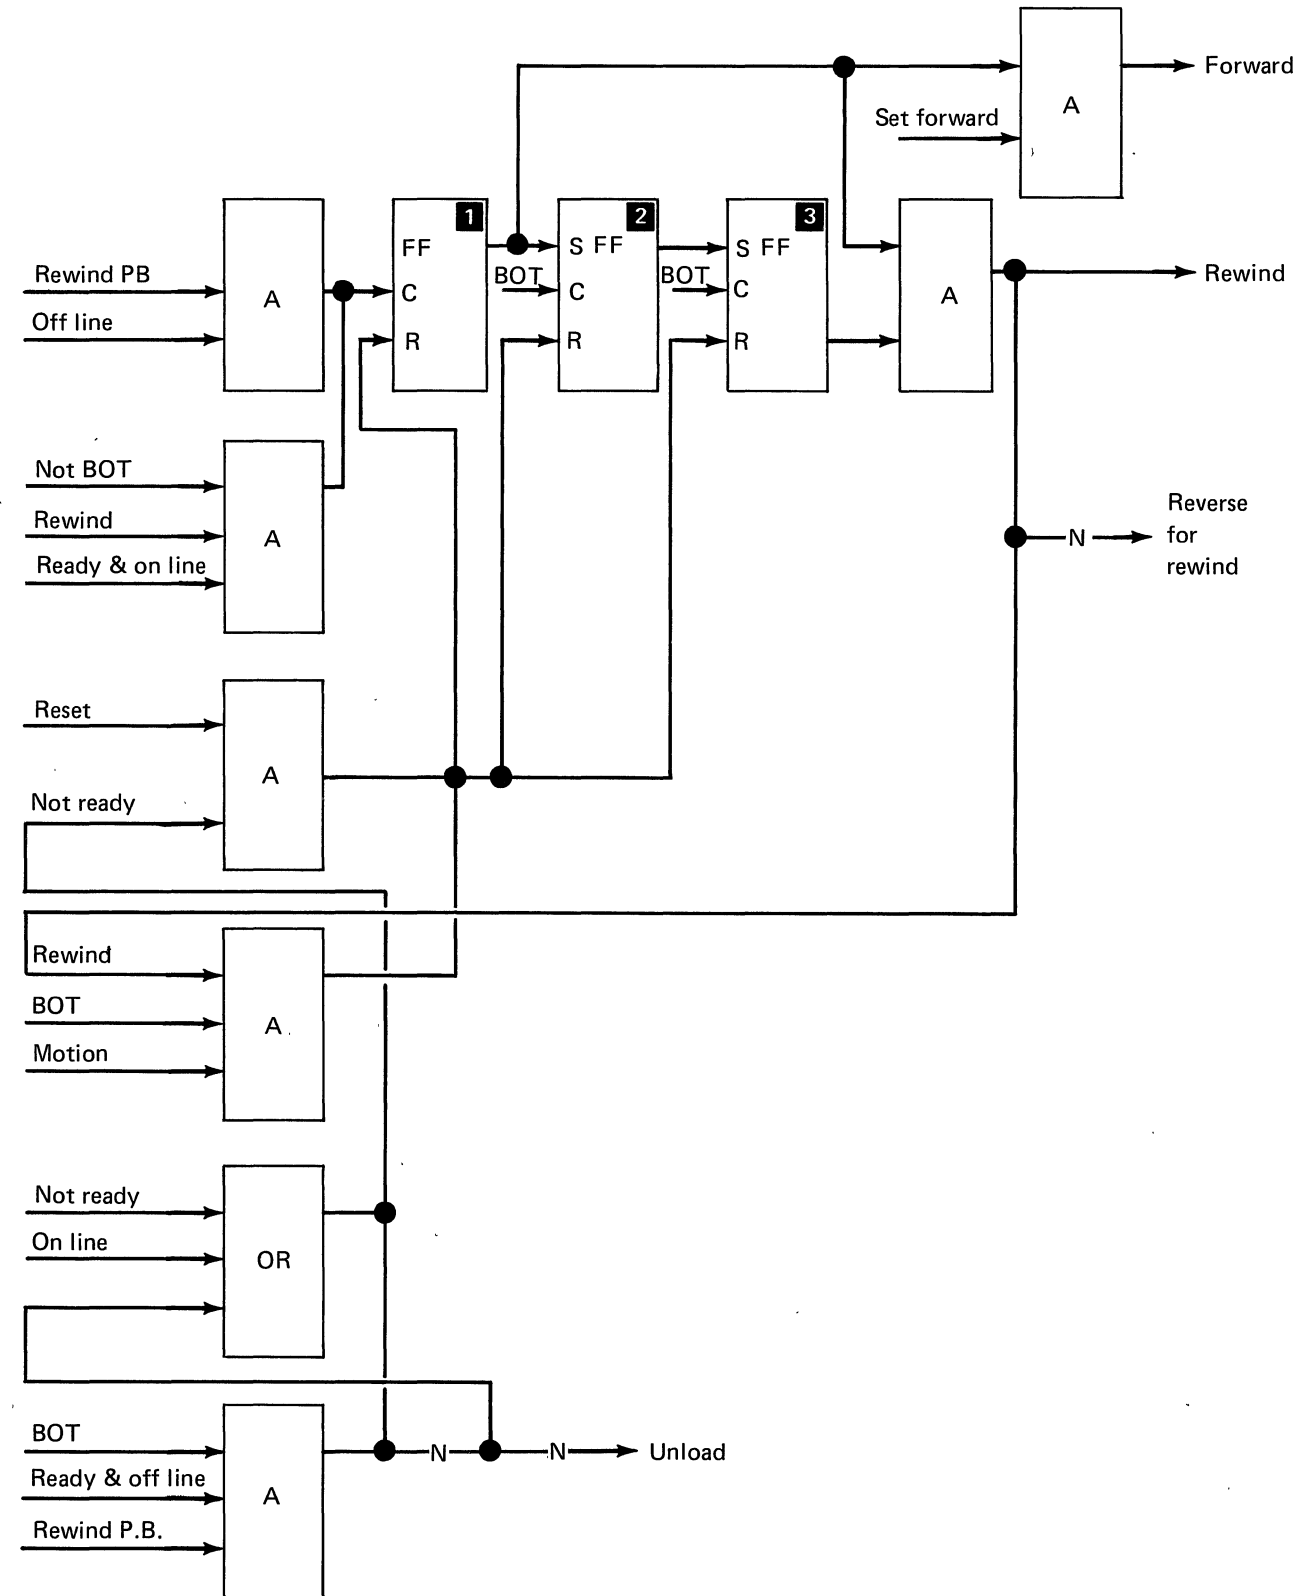 Forward
A
Set forward
1
2
3
FF
S FF
S FF
Rewind PB
BOT
BOT
Rewind
A
C
C
C
A
Off line
R
R
R
Not BOT
Reverse
Rewind
A
N
for
Ready & on line
rewind
Reset
A
Not ready
Rewind
BOT
A
Motion
Not ready
On line
OR
BOT
N
N
Unload
Ready & off line
A
Rewind P.B.